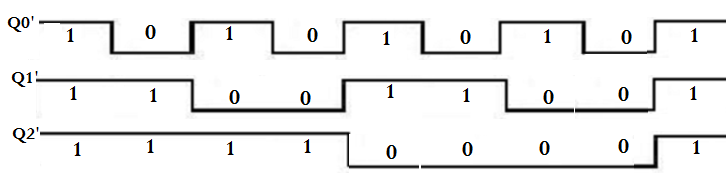 Q0' 1 0 1 0 1 0 1 0 1
Q1' 1 1 0 0 1 1 0 0 1
Q2' 1 1 1 1 0 0 0 0 1